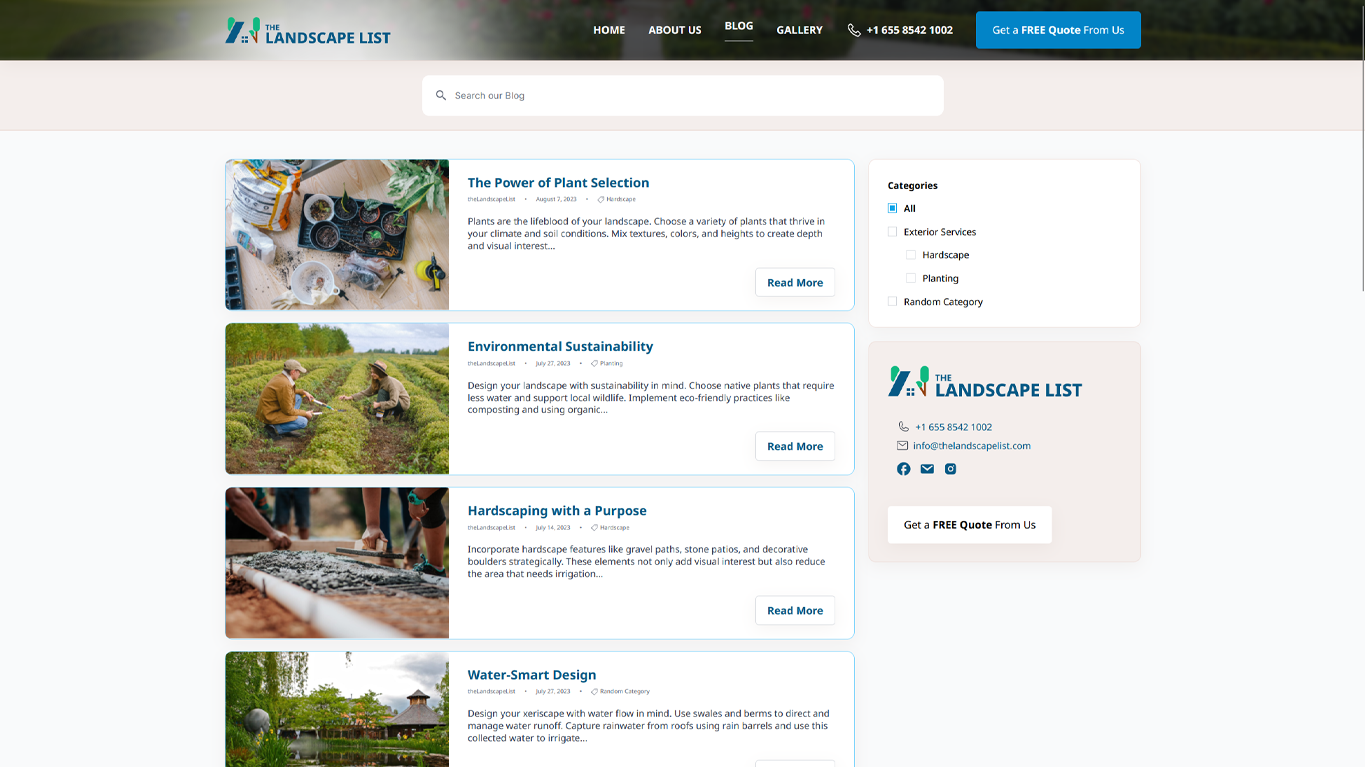 THE
LANDSCAPE LIST
HOME
ABOUT US
BLOG
GALLERY
+1 655 8542 1002
Get a FREE Quote From Us
Search our Blog
The Power of Plant Selection
theLandscapeList • August 7, 2023 • Hardscape
Plants are the lifeblood of your landscape. Choose a variety of plants that thrive in
your climate and soil conditions. Mix textures, colors, and heights to create depth
and visual interest...
Read More
Environmental Sustainability
theLandscapeList • July 27, 2023 • Planting
Design your landscape with sustainability in mind. Choose native plants that require
less water and support local wildlife. Implement eco-friendly practices like
composting and using organic...
Read More
Hardscaping with a Purpose
theLandscapeList • July 14, 2023 • Hardscape
Incorporate hardscape features like gravel paths, stone patios, and decorative
boulders strategically. These elements not only add visual interest but also reduce
the area that needs irrigation...
Read More
Water-Smart Design
theLandscapeList • July 27, 2023 • Random Category
Design your xeriscape with water flow in mind. Use swales and berms to direct and
manage water runoff. Capture rainwater from roofs using rain barrels and use this
collected water to irrigate...
Categories
All
Exterior Services
Hardscape
Planting
Random Category
THE
LANDSCAPE LIST
+1 655 8542 1002
info@thelandscapelist.com
Get a FREE Quote From Us